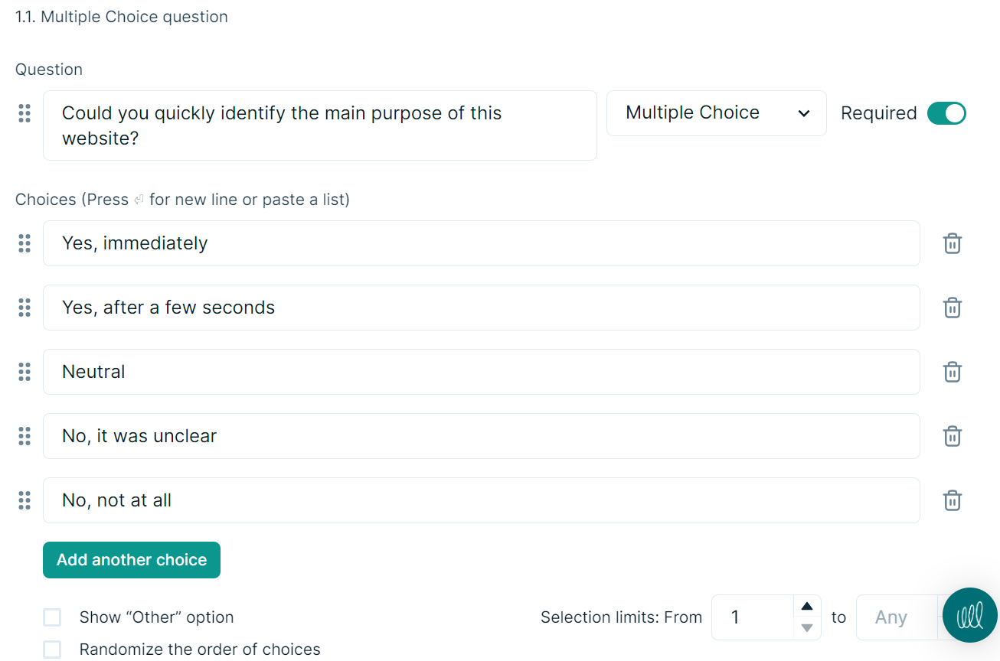 1.1. Multiple Choice question
Question
Could you quickly identify the main purpose of this
website?
Multiple Choice
Required
Choices (Press ⏎ for new line or paste a list)
Yes, immediately
Yes, after a few seconds
Neutral
No, it was unclear
No, not at all
Add another choice
Show “Other” option
Selection limits: From 1 to Any
Randomize the order of choices